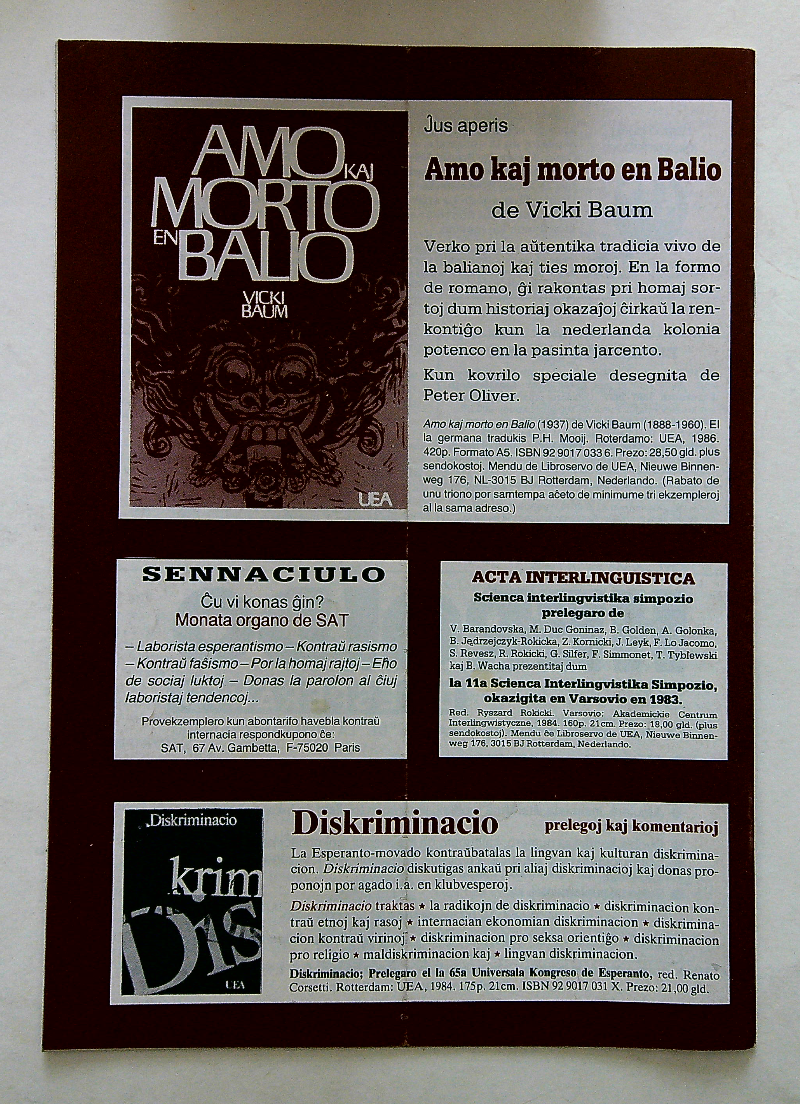 AMO
KAJ
MORTO
EN
BALIO
VICKI
BAUM
UEA
Ĵus aperis
Amo kaj morto en Balio
de Vicki Baum
Verko pri la aŭtentika tradicia vivo de
la balianoj kaj ties moroj. En la formo
de romano, ĝi rakontas pri homaj sor-
toj dum historiaj okazaĵoj ĉirkaŭ la ren-
kontiĝo kun la nederlanda kolonia
potenco en la pasinta jarcento.
Kun kovrilo speciale desegnita de
Peter Oliver.
Amo kaj morto en Balio (1937) de Vicki Baum (1888-1960). El
la germana tradukis P.H. Mooij. Roterdamo: UEA, 1986.
420p. Formato A5. ISBN 92 9017 033 6. Prezo: 28,50 gld. plus
sendokostoj. Mendu de Libroservo de UEA, Nieuwe Binnen-
weg 176, NL-3015 BJ Rotterdam, Nederlando. (Rabato de
unu triono por samtempa aĉeto de minimume tri ekzempleroj
al la sama adreso.)
SENNACIULO
Ĉu vi konas ĝin?
Monata organo de SAT
– Laborista esperantismo – Kontraŭ rasismo
– Kontraŭ faŝismo – Por la homaj rajtoj – Eĥo
de sociaj luktoj – Donas la parolon al ĉiuj
laboristaj tendencoj...
Provekzemplero kun abontarifo havebla kontraŭ
internacia respondkupono ĉe:
SAT, 67 Av. Gambetta, F-75020 Paris
ACTA INTERLINGUISTICA
Scienca interlingvistika simpozio
prelegaro de
V. Barandovska, M. Duc Goninaz, B. Golden, A. Golonka,
B. Jędrzejczyk-Rokicka, Z. Kornicki, J. Leyk, F. Lo Jacomo,
S. Revesz, R. Rokicki, G. Silfer, F. Simonnet, T. Tyblewski
kaj B. Wacha prezentitaj dum
la 11a Scienca Interlingvistika Simpozio,
okazigita en Varsovio en 1983.
Red. Ryszard Rokicki. Varsovio: Akademickie Centrum
Interlingwistyczne, 1984. 160p. 21cm. Prezo: 18,00 gld. (plus
sendokostoj). Mendu ĉe Libroservo de UEA, Nieuwe Binnen-
weg 176, 3015 BJ Rotterdam, Nederlando.
Diskriminacio
krim
Dis
UEA
Diskriminacio prelegoj kaj komentarioj
La Esperanto-movado kontraŭbatalas la lingvan kaj kulturan diskrimina-
cion. Diskriminacio diskutigas ankaŭ pri aliaj diskriminacioj kaj donas pro-
ponojn por agado i.a. en klubvesperoj.
Diskriminacio traktas ★ la radikojn de diskriminacio ★ diskriminacion kon-
traŭ etnoj kaj rasoj ★ internacian ekonomian diskriminacion ★ diskrimina-
cion kontraŭ virinoj ★ diskriminacion pro seksa orientiĝo ★ diskriminacion
pro religio ★ maldiskriminacion kaj ★ lingvan diskriminacion.
Diskriminacio; Prelegaro el la 65a Universala Kongreso de Esperanto, red. Renato
Corsetti. Rotterdam: UEA, 1984. 175p. 21cm. ISBN 92 9017 031 X. Prezo: 21,00 gld.